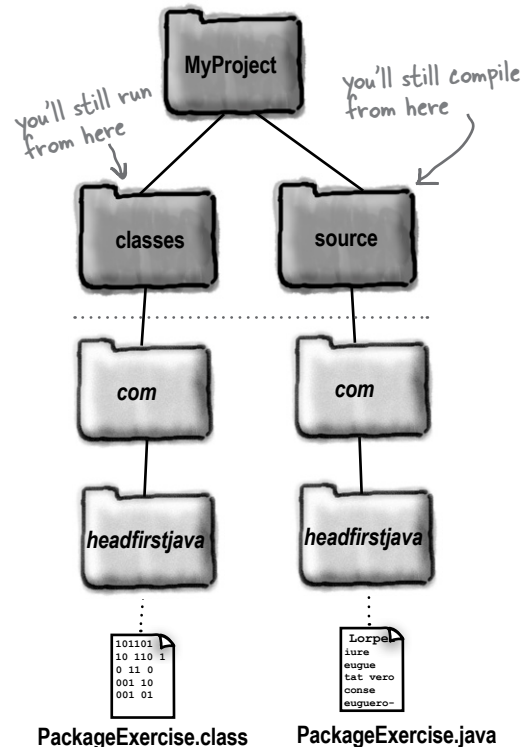 MyProject
you'll still run
from here
you'll still compile
from here
classes
source
com
com
headfirstjava
headfirstjava
101101
10 110 1
0 11 0
001 10
001 01
Lorpe
iure
eugue
tat vero
conse
euguero-
PackageExercise.class
PackageExercise.java